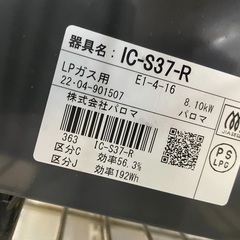 器具名: IC-S37-R
LPガス用 E1-4-16
22・04-901507 8.10kW
株式会社パロマ パロマ
363 IC-S37-R
区分C 効率56.3%
区分J 効率192Wh
PS
LPG